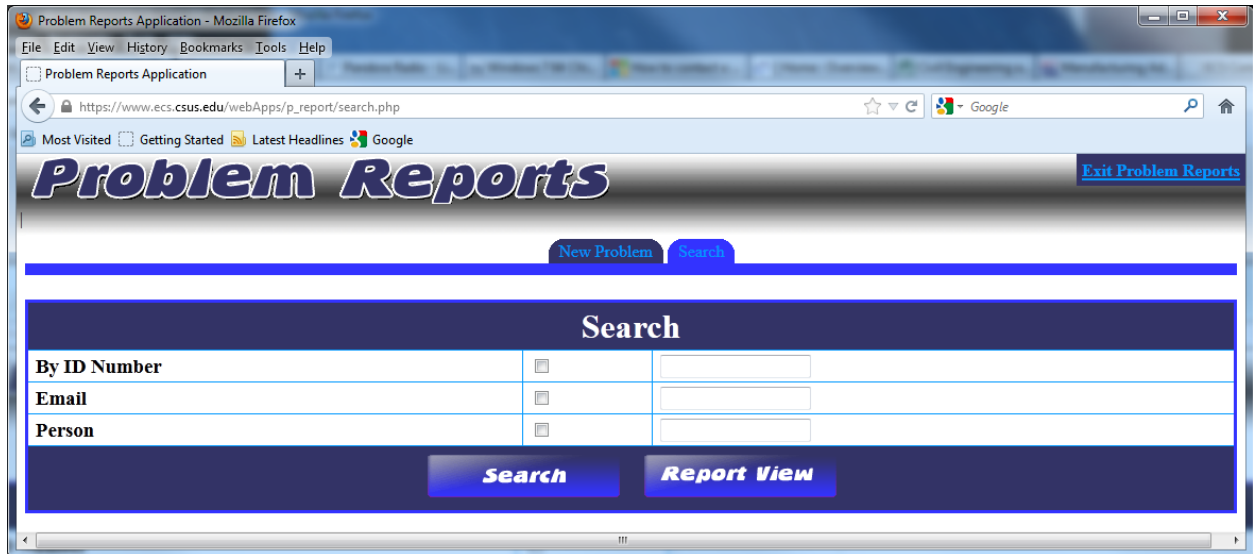 Problem Reports Application - Mozilla Firefox
File Edit View History Bookmarks Tools Help
Problem Reports Application +
https://www.ecs.csus.edu/webApps/p_report/search.php Google
Most Visited Getting Started Latest Headlines Google
Problem Reports
Exit Problem Reports
New Problem Search
Search
By ID Number
Email
Person
Search Report View